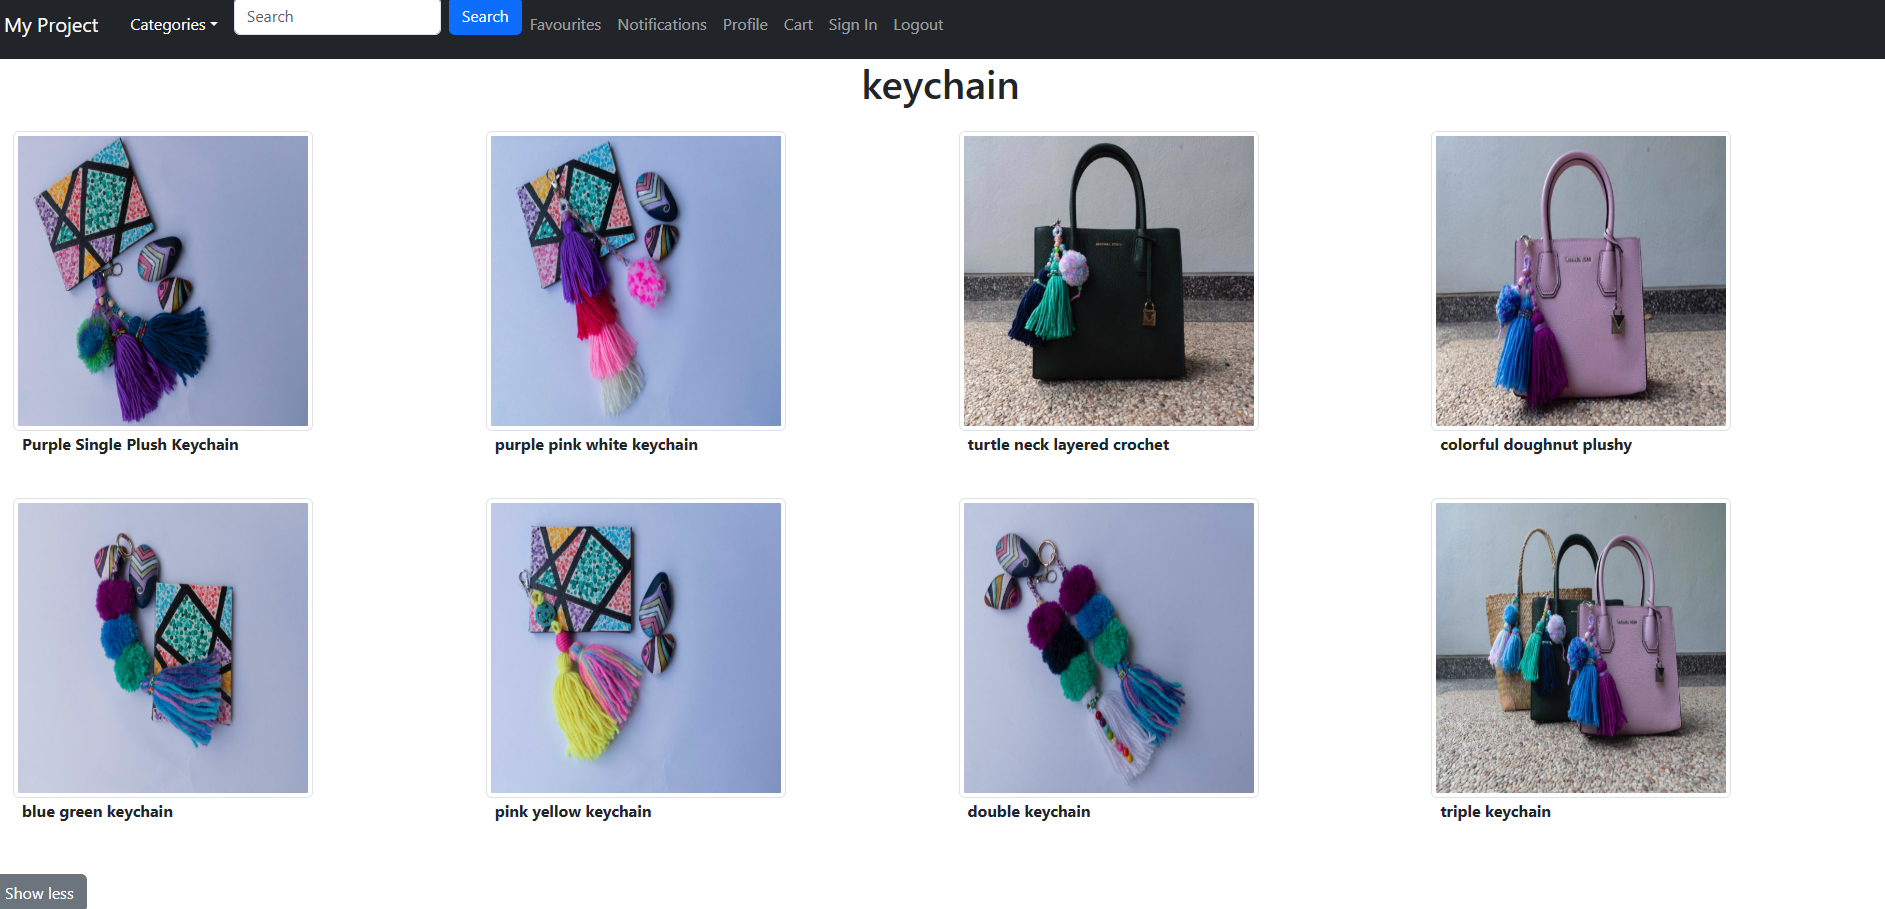 My Project Categories Search Search Favourites Notifications Profile Cart Sign In Logout
keychain
Purple Single Plush Keychain
purple pink white keychain
turtle neck layered crochet
colorful doughnut plushy
blue green keychain
pink yellow keychain
double keychain
triple keychain
Show less